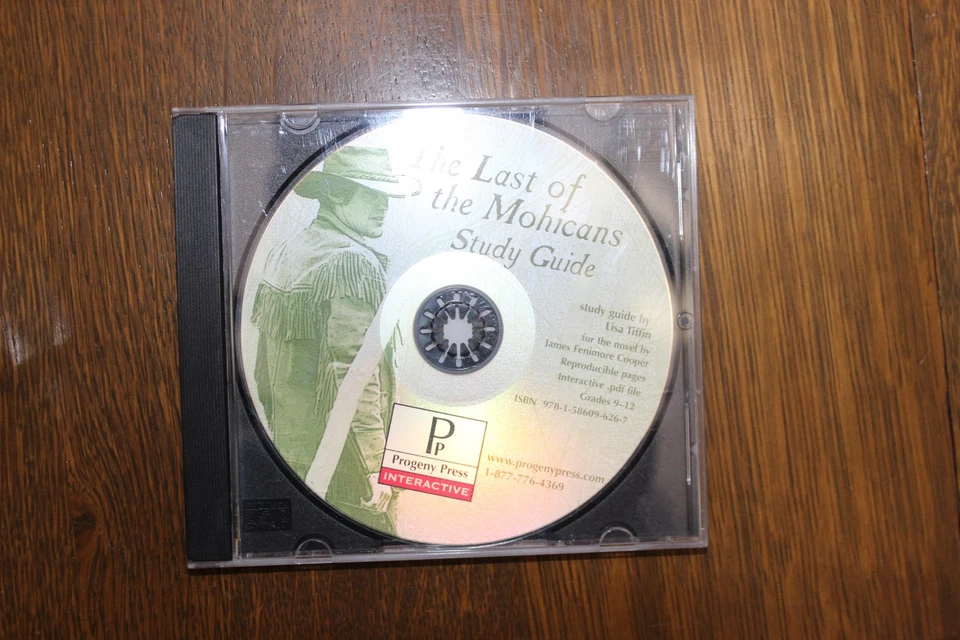 The Last of
the Mohicans
Study Guide
study guide by
Lisa Tiffin
for the novel by
James Fenimore Cooper
Reproducible pages
Interactive .pdf file
Grades 9-12
ISBN 978-1-58609-626-7
PP
Progeny Press
INTERACTIVE
www.progenypress.com
1-877-776-4369